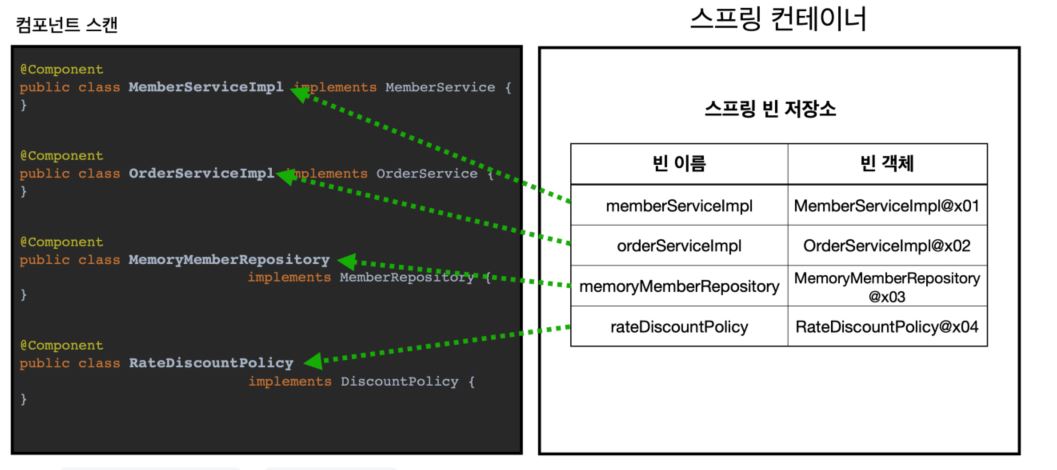 컴포넌트 스캔
@Component
public class MemberServiceImpl implements MemberService {
}
@Component
public class OrderServiceImpl implements OrderService {
}
@Component
public class MemoryMemberRepository
implements MemberRepository {
}
@Component
public class RateDiscountPolicy
implements DiscountPolicy {
}
스프링 컨테이너
스프링 빈 저장소
빈 이름 빈 객체
memberServiceImpl MemberServiceImpl@x01
orderServiceImpl OrderServiceImpl@x02
memoryMemberRepository MemoryMemberRepository
@x03
rateDiscountPolicy RateDiscountPolicy@x04